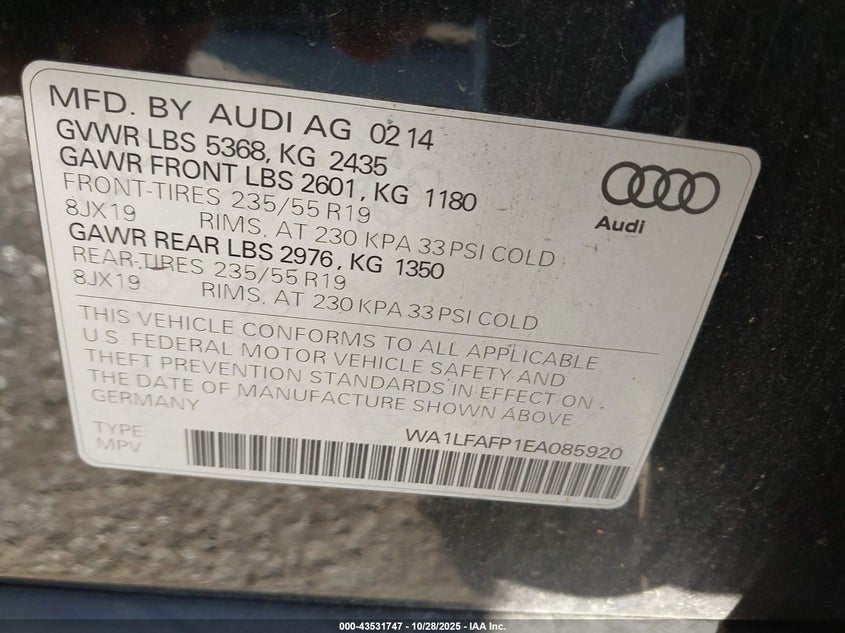 MFD. BY AUDI AG 02 14
GVWR LBS 5368, KG 2435
GAWR FRONT LBS 2601, KG 1180
FRONT-TIRES 235/55 R19
8JX19 RIMS, AT 230 KPA 33 PSI COLD
GAWR REAR LBS 2976, KG 1350
REAR-TIRES 235/55 R19
8JX19 RIMS, AT 230 KPA 33 PSI COLD
Audi
THIS VEHICLE CONFORMS TO ALL APPLICABLE
U.S. FEDERAL MOTOR VEHICLE SAFETY AND
THEFT PREVENTION STANDARDS IN EFFECT ON
THE DATE OF MANUFACTURE SHOWN ABOVE
GERMANY
TYPE
MPV
WA1LFAFP1EA085920
000-43531747 - 10/28/2025 - IAA Inc.